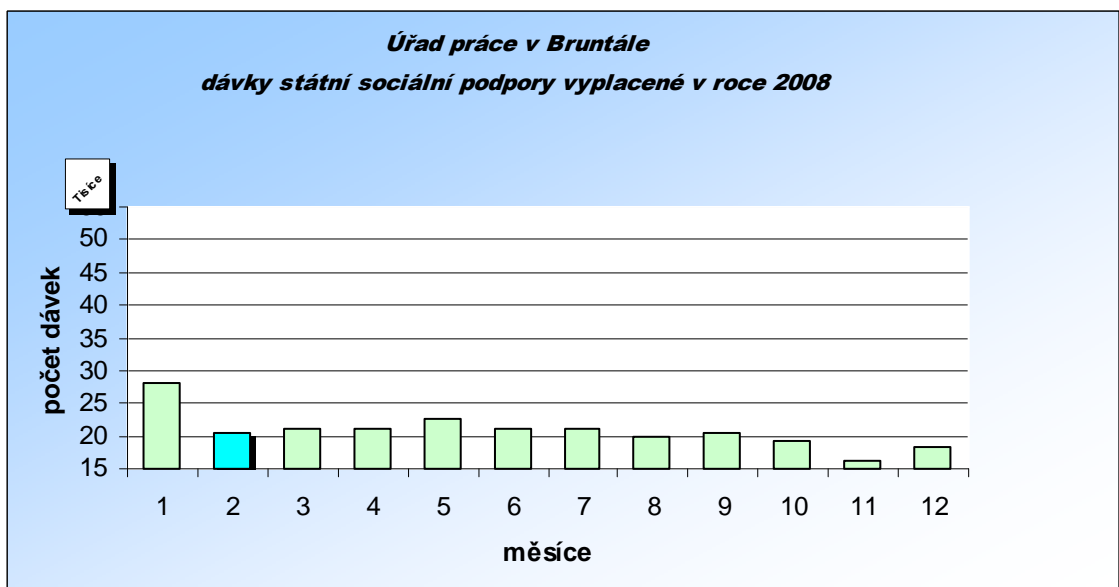 Úřad práce v Bruntále
dávky státní sociální podpory vyplacené v roce 2008
Tisíce
50
45
40
35
30
25
20
15
počet dávek
1 2 3 4 5 6 7 8 9 10 11 12
měsíce